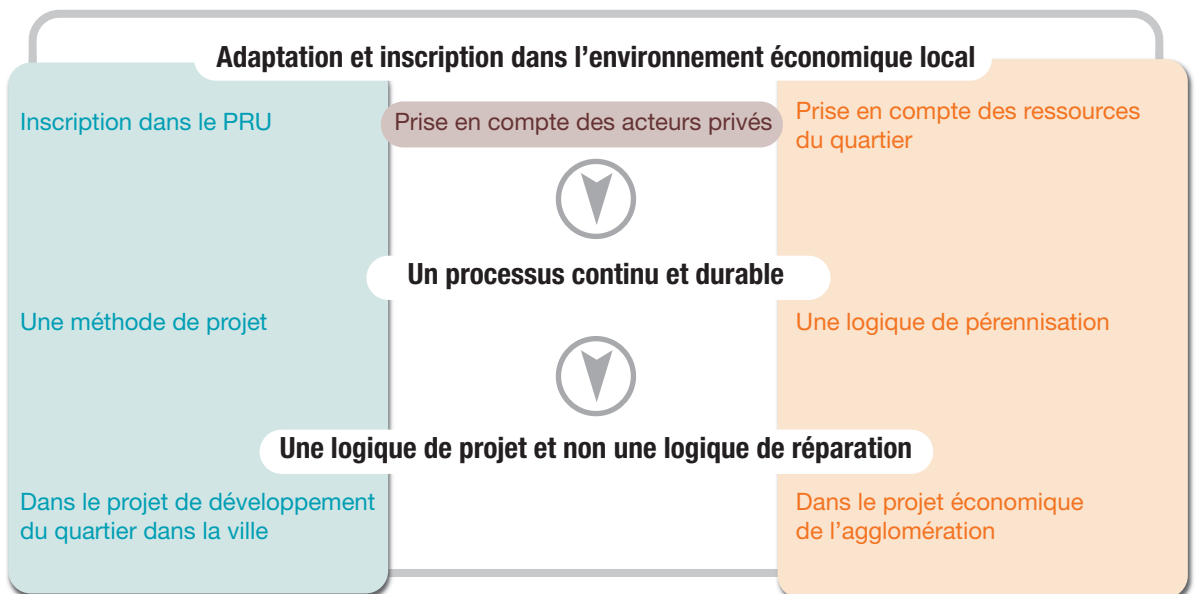 Adaptation et inscription dans l’environnement économique local
Inscription dans le PRU
Prise en compte des acteurs privés
Prise en compte des ressources
du quartier
Un processus continu et durable
Une méthode de projet
Une logique de pérennisation
Une logique de projet et non une logique de réparation
Dans le projet de développement
du quartier dans la ville
Dans le projet économique
de l’agglomération